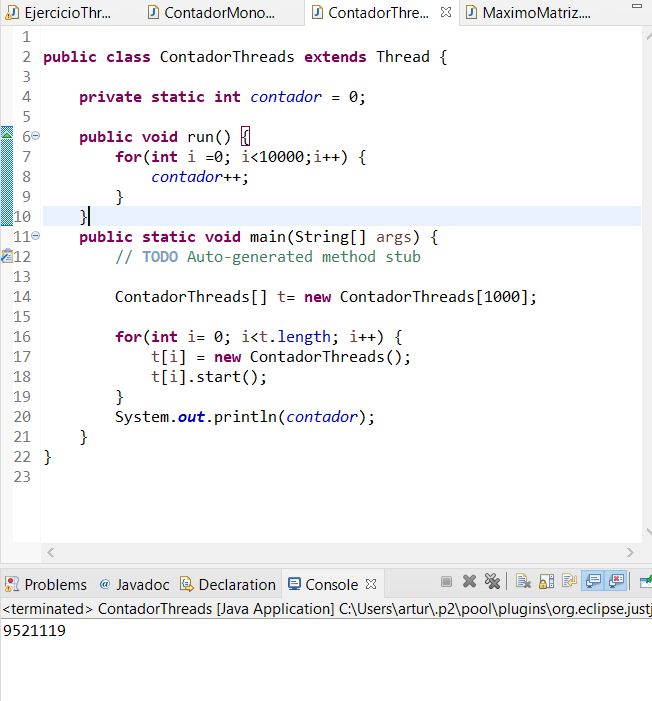 EjercicioThr... ContadorMono... ContadorThre... MaximoMatriz....
1
2 public class ContadorThreads extends Thread {
3
4 private static int contador = 0;
5
6 public void run() {
7 for(int i =0; i<10000;i++) {
8 contador++;
9 }
10 }
11 public static void main(String[] args) {
12 // TODO Auto-generated method stub
13
14 ContadorThreads[] t= new ContadorThreads[1000];
15
16 for(int i= 0; i<t.length; i++) {
17 t[i] = new ContadorThreads();
18 t[i].start();
19 }
20 System.out.println(contador);
21 }
22 }
23
Problems @ Javadoc Declaration Console
<terminated> ContadorThreads [Java Application] C:\Users\artur\.p2\pool\plugins\org.eclipse.justj
9521119